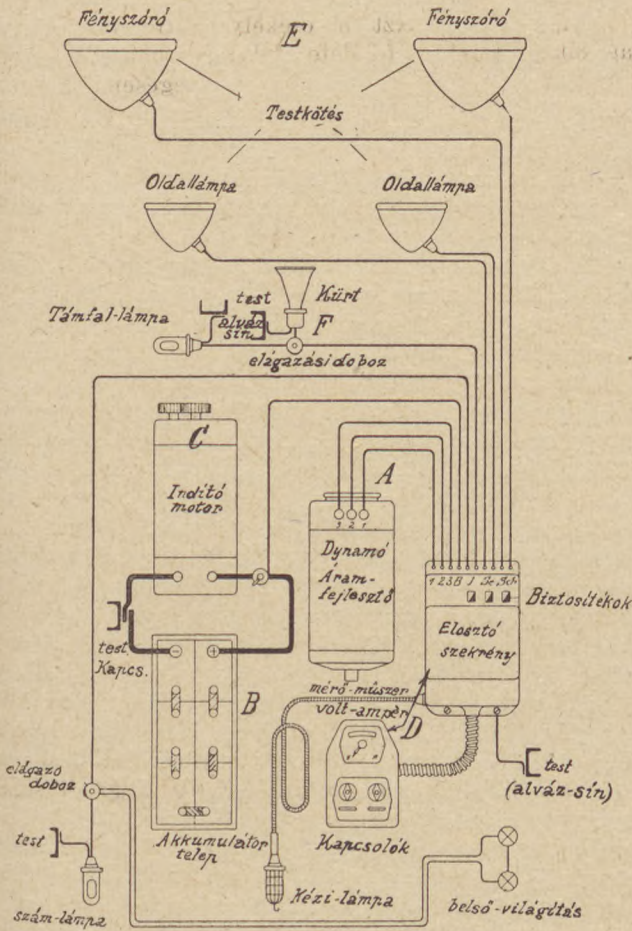 Fényszóró
E
Fényszóró
Testkötés
Oldallámpa
Oldallámpa
test
Kürt
Támfal-lámpa
alváz
sin
F
elágazási doboz
C
Indító
motor
A
3 2 1
Dynamó
Áram-
fejlesztő
1 2 3 B J
Biztosítékok
Elosztó
szekrény
test
Kapcs.
- +
B
mérő-műszer
volt-ampér
D
elágazó
doboz
test
(alváz-sín)
test
Akkumulátor
telep
Kapcsolók
szám-lámpa
Kézi-lámpa
belső-világítás